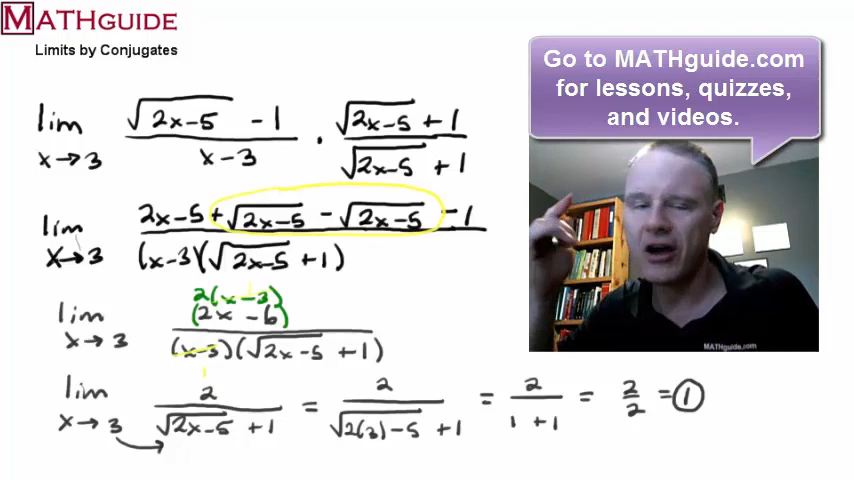 MATHGUIDE
Limits by Conjugates
Go to MATHguide.com
for lessons, quizzes,
and videos.
lim x→3 (√(2x-5) - 1)/(x-3) · (√(2x-5) + 1)/(√(2x-5) + 1)
lim x→3 (2x-5 + √(2x-5) - √(2x-5) - 1)/((x-3)(√(2x-5) + 1))
2(x-3)
lim x→3 (2x-6)/((x-3)(√(2x-5) + 1))
lim x→3 2/(√(2x-5) + 1) = 2/(√(2(3)-5) + 1) = 2/(1+1) = 2/2 = 1
MATHguide.com